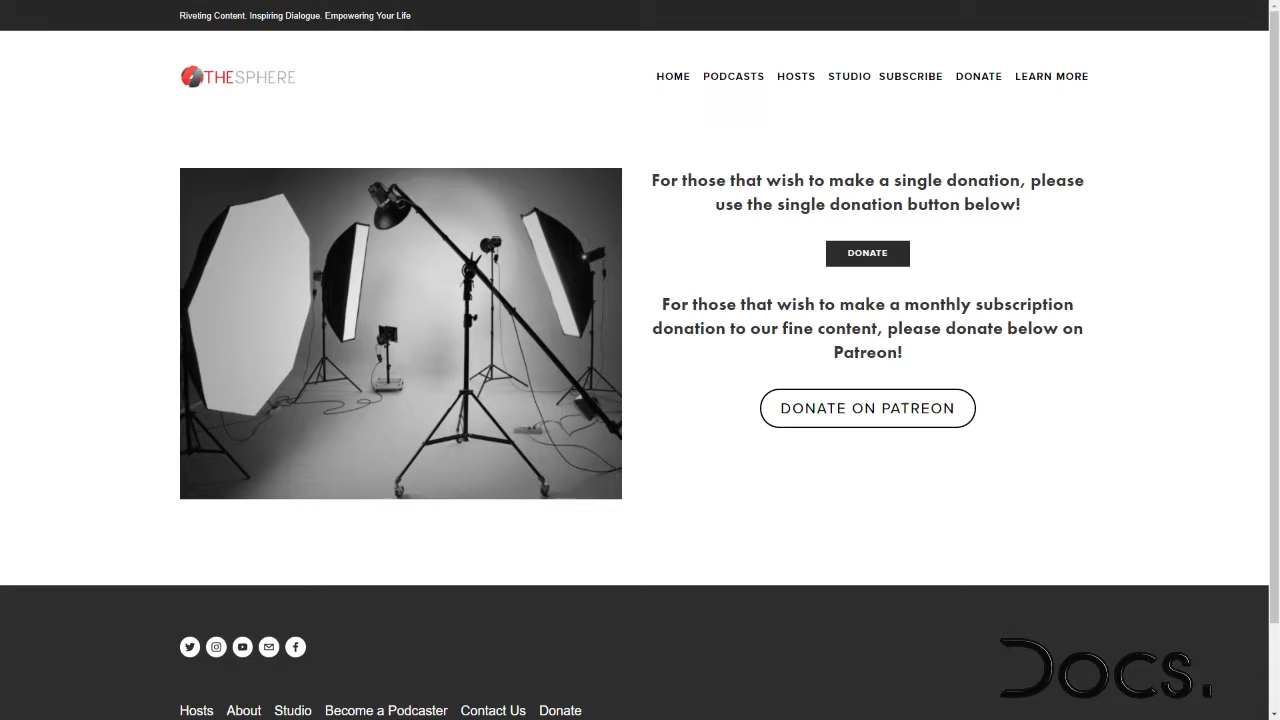 Riveting Content. Inspiring Dialogue. Empowering Your Life
THESPHERE
HOME PODCASTS HOSTS STUDIO SUBSCRIBE DONATE LEARN MORE
For those that wish to make a single donation, please
use the single donation button below!
DONATE
For those that wish to make a monthly subscription
donation to our fine content, please donate below on
Patreon!
DONATE ON PATREON
DOCS.
Hosts About Studio Become a Podcaster Contact Us Donate